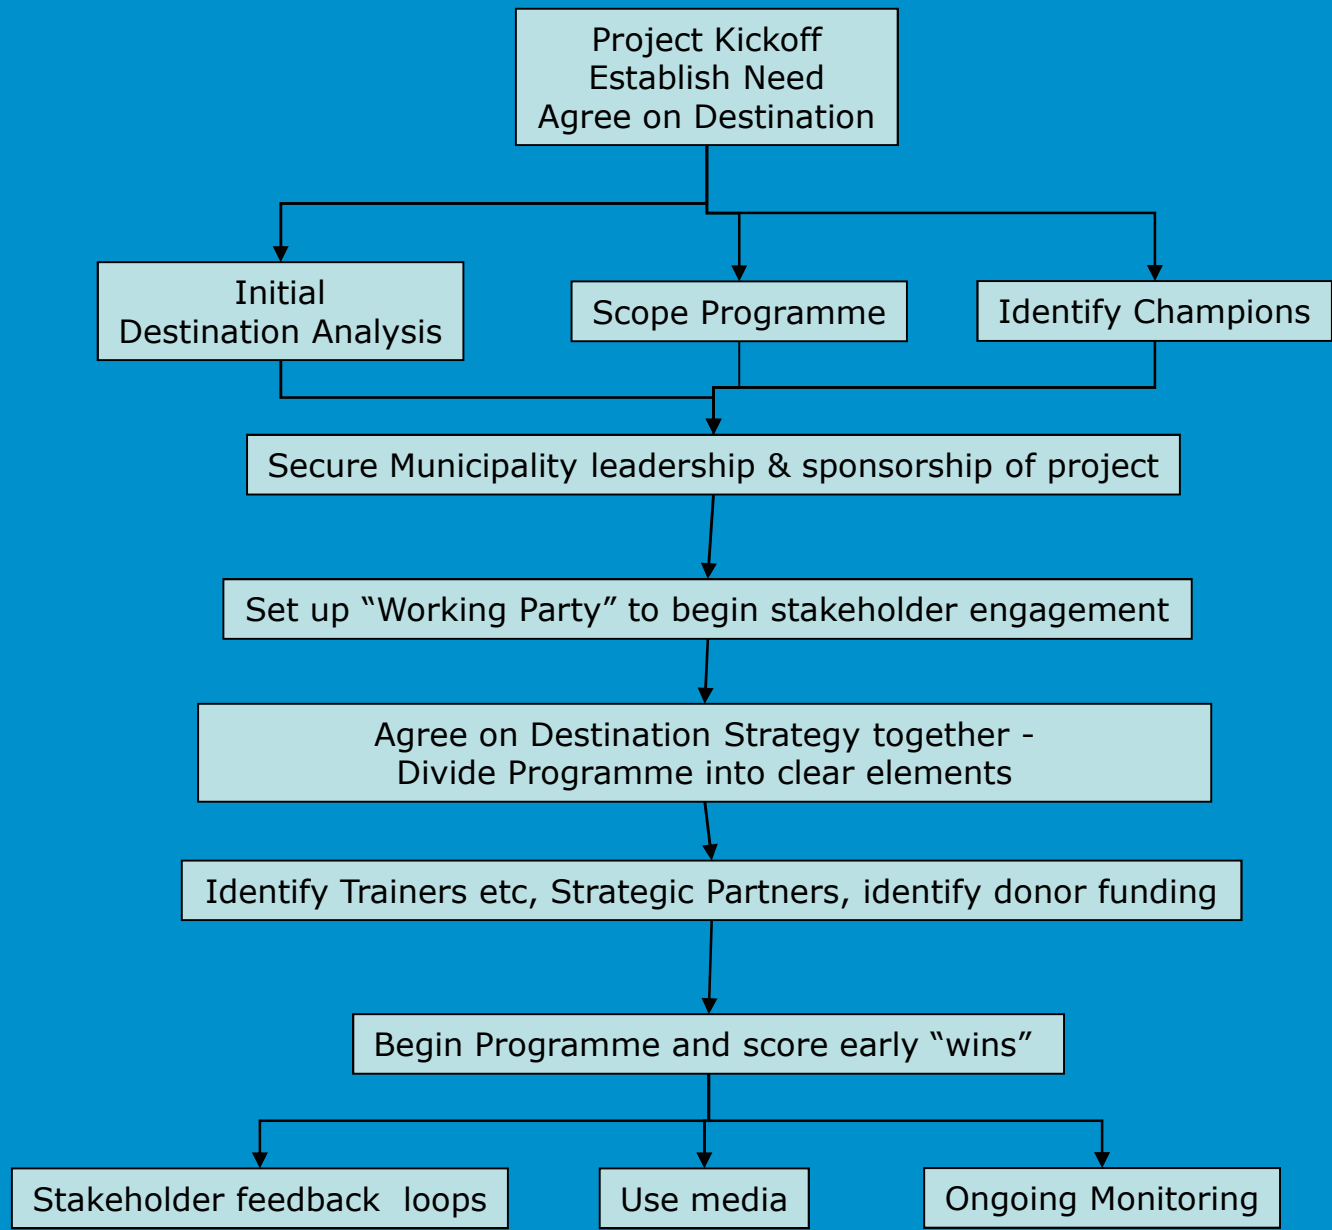 Project Kickoff
Establish Need
Agree on Destination
Initial
Destination Analysis
Scope Programme
Identify Champions
Secure Municipality leadership & sponsorship of project
Set up “Working Party” to begin stakeholder engagement
Agree on Destination Strategy together -
Divide Programme into clear elements
Identify Trainers etc, Strategic Partners, identify donor funding
Begin Programme and score early “wins”
Stakeholder feedback loops
Use media
Ongoing Monitoring